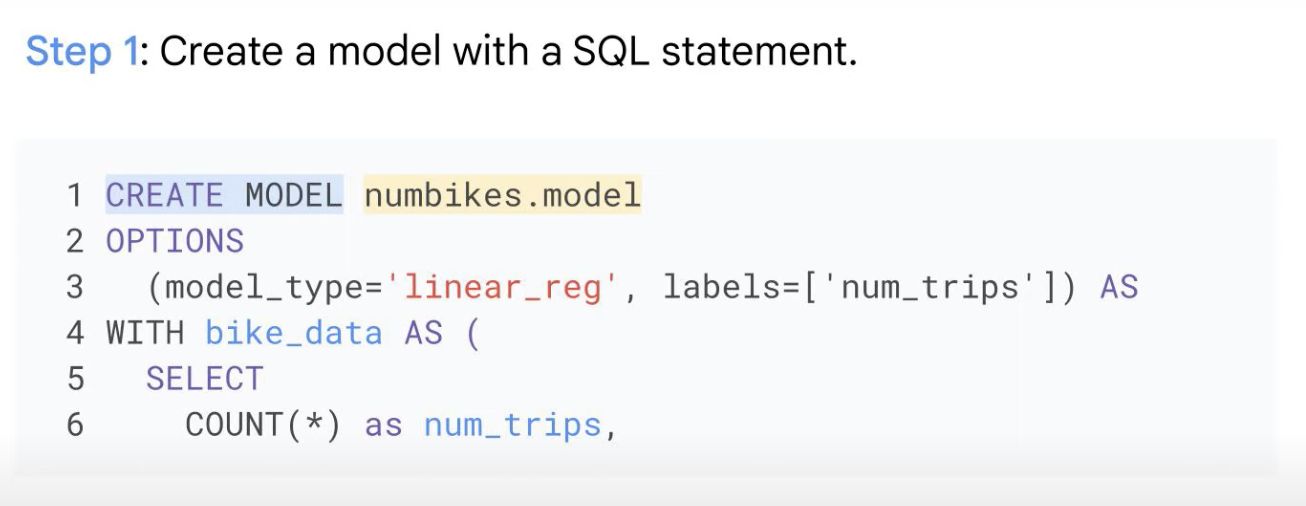 Step 1: Create a model with a SQL statement.
1 CREATE MODEL numbikes.model
2 OPTIONS
3 (model_type='linear_reg', labels=['num_trips']) AS
4 WITH bike_data AS (
5 SELECT
6 COUNT(*) as num_trips,